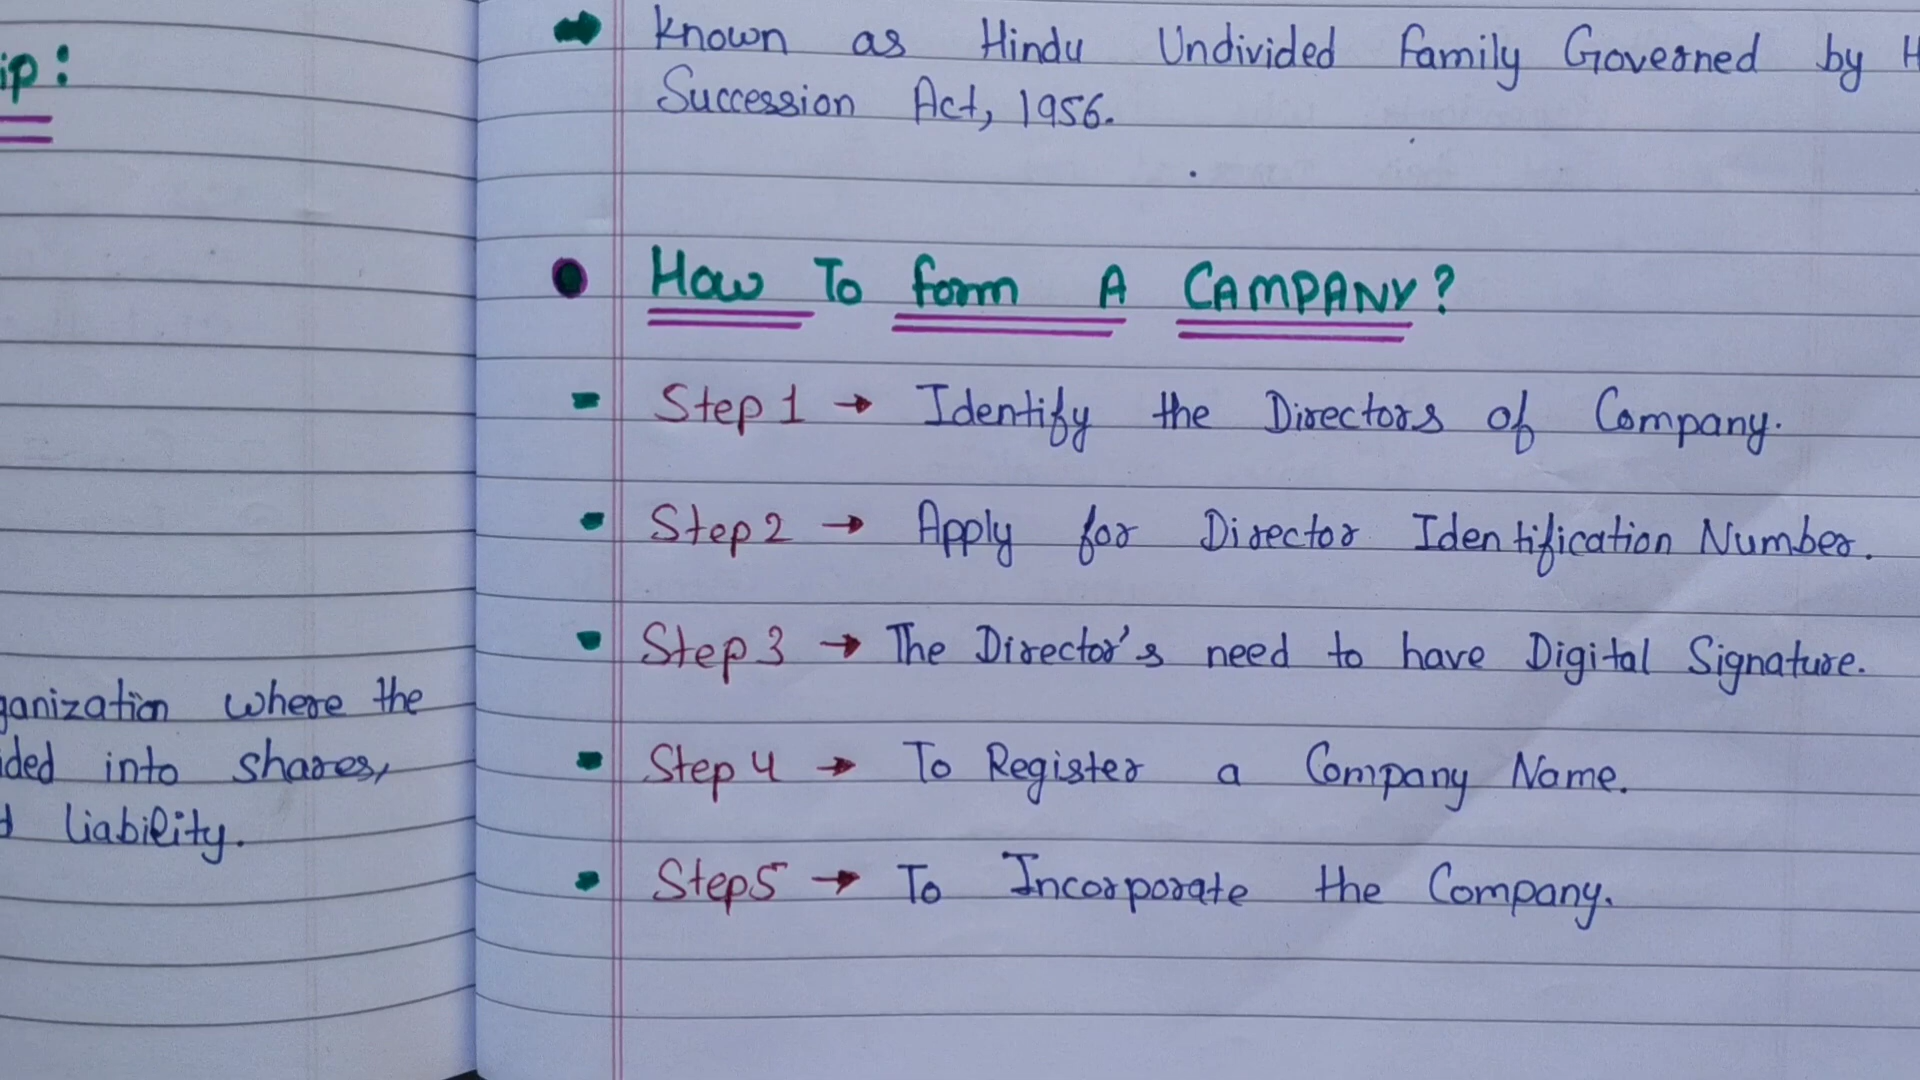 ip:
ganization where the
ided into shares,
d liability.
Known as Hindu Undivided Family Governed by H
Succession Act, 1956.
How To Form A CAMPANY?
Step 1 → Identify the Directors of Company.
Step 2 → Apply for Director Identification Number.
Step 3 → The Director's need to have Digital Signature.
Step 4 → To Register a Company Name.
Step 5 → To Incorporate the Company.